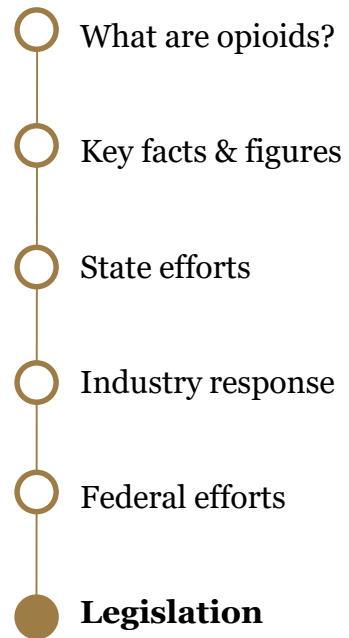 What are opioids?
Key facts & figures
State efforts
Industry response
Federal efforts
Legislation